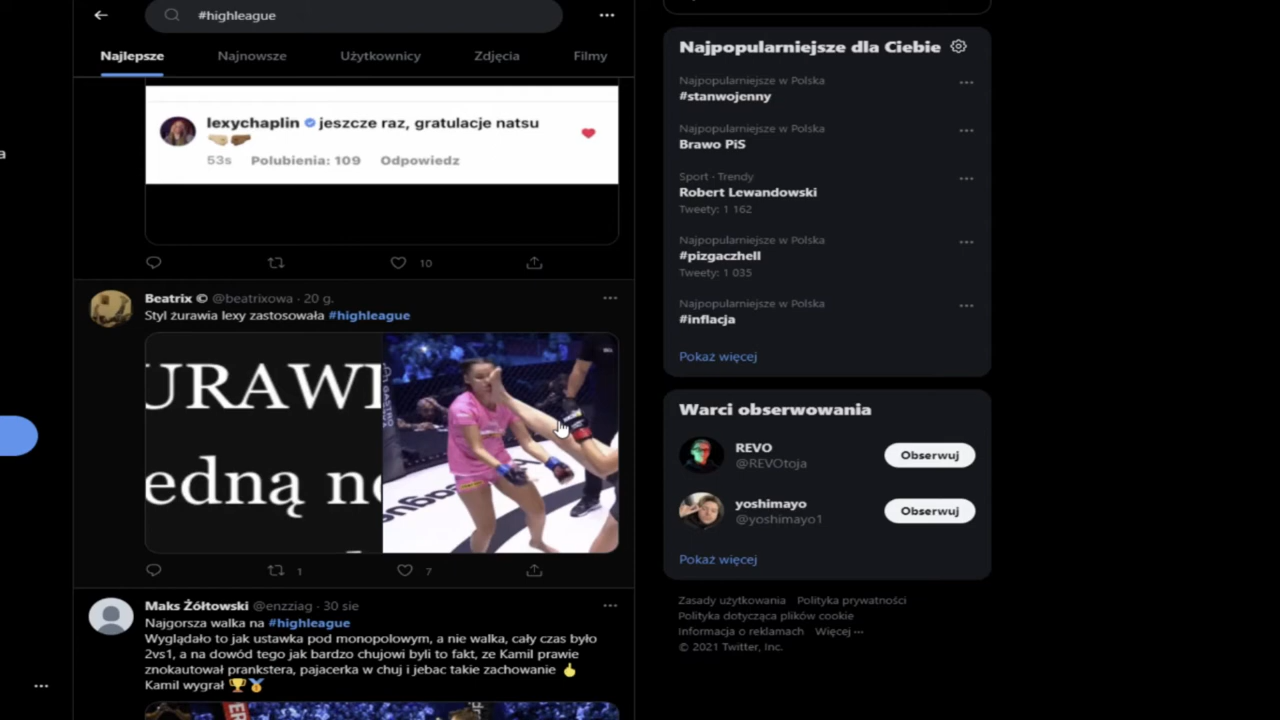 #highleague
Najlepsze
Najnowsze
Użytkownicy
Zdjęcia
Filmy
lexychaplin jeszcze raz, gratulacje natsu
🤜🏼🤛🏾
53s Polubienia: 109 Odpowiedz
10
Beatrix © @beatrixowa · 20 g.
Styl żurawia lexy zastosowała #highleague
URAWI
edną n
1
7
Maks Żółtowski @enzziag · 30 sie
Najgorsza walka na #highleague
Wyglądało to jak ustawka pod monopolowym, a nie walka, cały czas było
2vs1, a na dowód tego jak bardzo chujowi byli to fakt, ze Kamil prawie
znokautował prankstera, pajacerka w chuj i jebac takie zachowanie 🖕
Kamil wygrał 🏆🥇
Najpopularniejsze dla Ciebie
Najpopularniejsze w Polska
#stanwojenny
Najpopularniejsze w Polska
Brawo PiS
Sport · Trendy
Robert Lewandowski
Tweety: 1 162
Najpopularniejsze w Polska
#pizgaczhell
Tweety: 1 035
Najpopularniejsze w Polska
#inflacja
Pokaż więcej
Warci obserwowania
REVO
@REVOtoja
Obserwuj
yoshimayo
@yoshimayo1
Obserwuj
Pokaż więcej
Zasady użytkowania Polityka prywatności
Polityka dotycząca plików cookie
Informacja o reklamach Więcej ···
© 2021 Twitter, Inc.